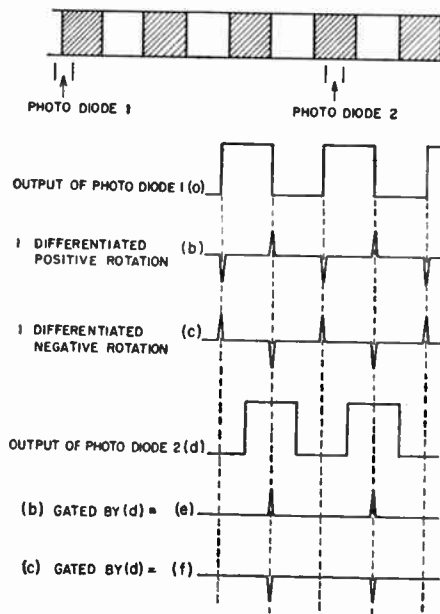 PHOTO DIODE 1
PHOTO DIODE 2
OUTPUT OF PHOTO DIODE 1 (o)
1 DIFFERENTIATED (b)
POSITIVE ROTATION
1 DIFFERENTIATED (c)
NEGATIVE ROTATION
OUTPUT OF PHOTO DIODE 2 (d)
(b) GATED BY (d) = (e)
(c) GATED BY (d) = (f)